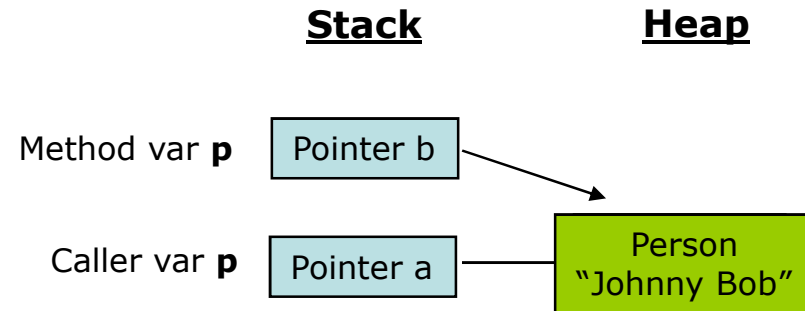 Stack Heap
Method var p Pointer b
Caller var p Pointer a
Person
“Johnny Bob”